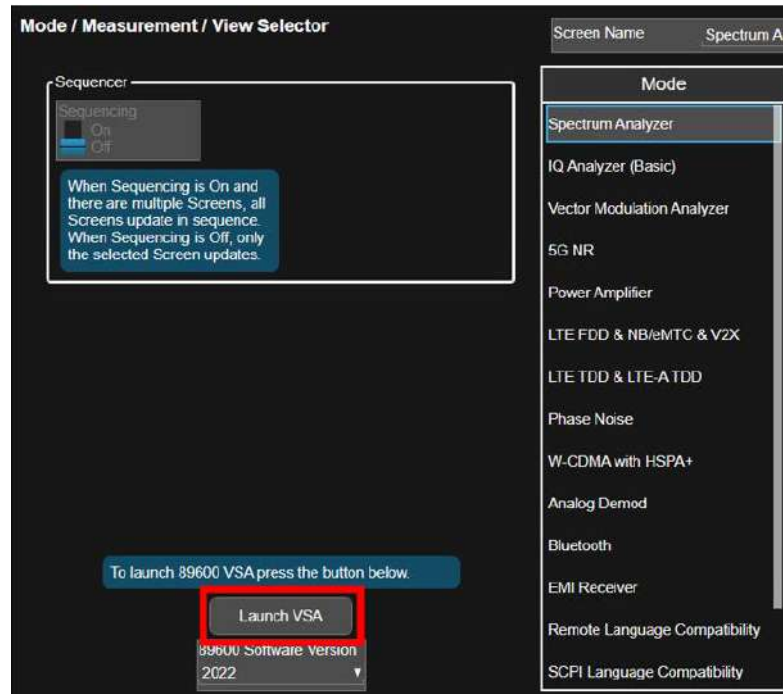 Mode / Measurement / View Selector
Screen Name
Spectrum A
Sequencer
Sequencing
On
Off
When Sequencing is On and
there are multiple Screens, all
Screens update in sequence.
When Sequencing is Off, only
the selected Screen updates.
Mode
Spectrum Analyzer
IQ Analyzer (Basic)
Vector Modulation Analyzer
5G NR
Power Amplifier
LTE FDD & NB/eMTC & V2X
LTE TDD & LTE-A TDD
Phase Noise
W-CDMA with HSPA+
Analog Demod
Bluetooth
EMI Receiver
Remote Language Compatibility
SCPI Language Compatibility
To launch 89600 VSA press the button below.
Launch VSA
89600 Software Version
2022